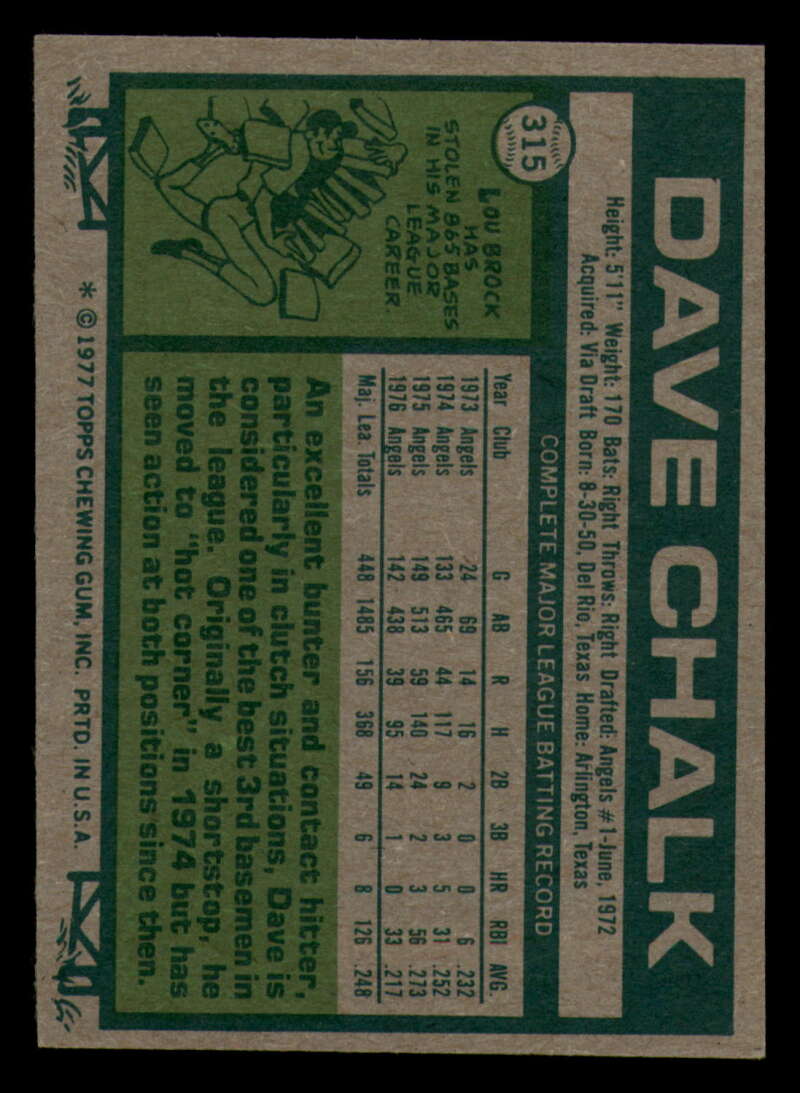 315
DAVE CHALK
Height: 5'11" Weight: 170 Bats: Right Throws: Right Drafted: Angels #1-June, 1972
Acquired: Via Draft Born: 8-30-50, Del Rio, Texas Home: Arlington, Texas
COMPLETE MAJOR LEAGUE BATTING RECORD
Year Club G AB R H 2B 3B HR RBI AVG.
1973 Angels 24 69 14 16 2 0 0 6 .232
1974 Angels 133 465 44 117 9 3 5 31 .252
1975 Angels 149 513 59 140 24 2 3 56 .273
1976 Angels 142 438 39 95 14 1 0 33 .217
Maj. Lea. Totals 448 1485 156 368 49 6 8 126 .248
LOU BROCK
HAS
STOLEN 865 BASES
IN HIS MAJOR
LEAGUE
CAREER.
An excellent bunter and contact hitter,
particularly in clutch situations, Dave is
considered one of the best 3rd basemen in
the league. Originally a shortstop, he
moved to "hot corner" in 1974 but has
seen action at both positions since then.
* © 1977 TOPPS CHEWING GUM, INC. PRTD. IN U.S.A.